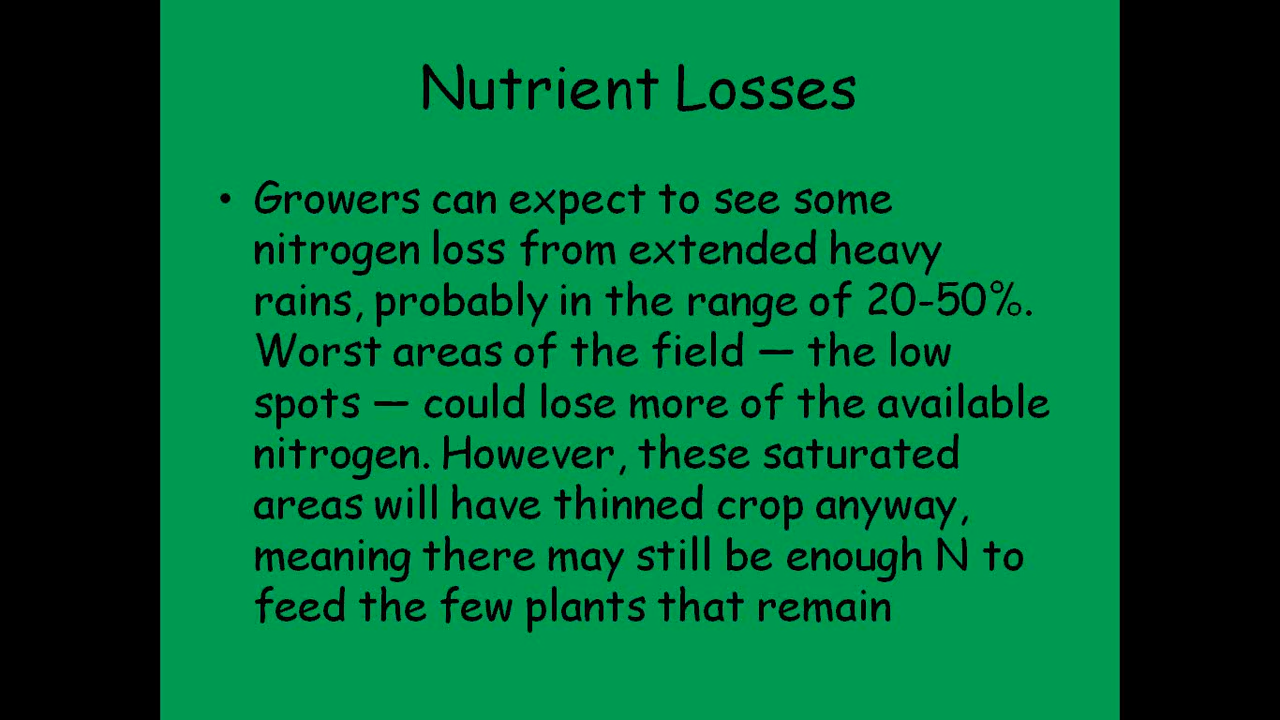 Nutrient Losses
• Growers can expect to see some
nitrogen loss from extended heavy
rains, probably in the range of 20-50%.
Worst areas of the field — the low
spots — could lose more of the available
nitrogen. However, these saturated
areas will have thinned crop anyway,
meaning there may still be enough N to
feed the few plants that remain